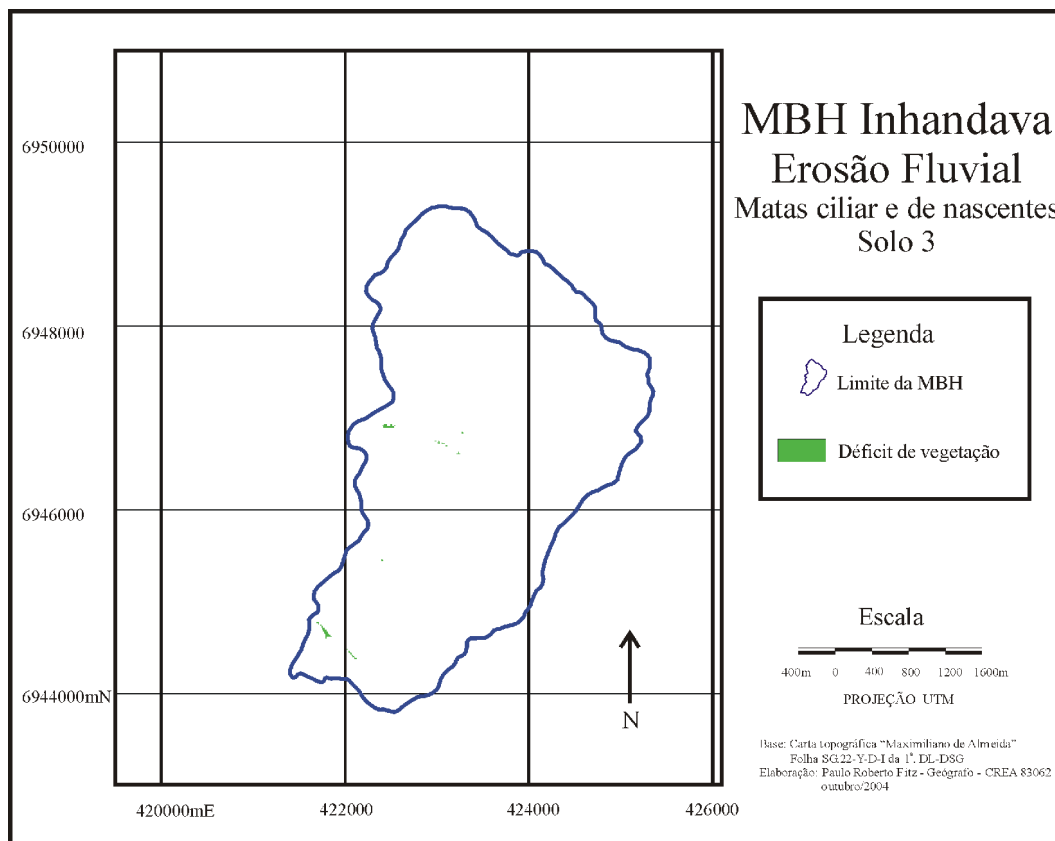 MBH Inhandava
Erosão Fluvial
Matas ciliar e de nascentes
Solo 3
6950000
6948000
6946000
6944000mN
420000mE
422000
424000
426000
Legenda
Limite da MBH
Déficit de vegetação
N
Escala
400m 0 400 800 1200 1600m
PROJEÇÃO UTM
Base: Carta topográfica “Maximiliano de Almeida”
Folha SG.22-Y-D-I da 1ª. DL-DSG
Elaboração: Paulo Roberto Fitz - Geógrafo - CREA 83062
outubro/2004